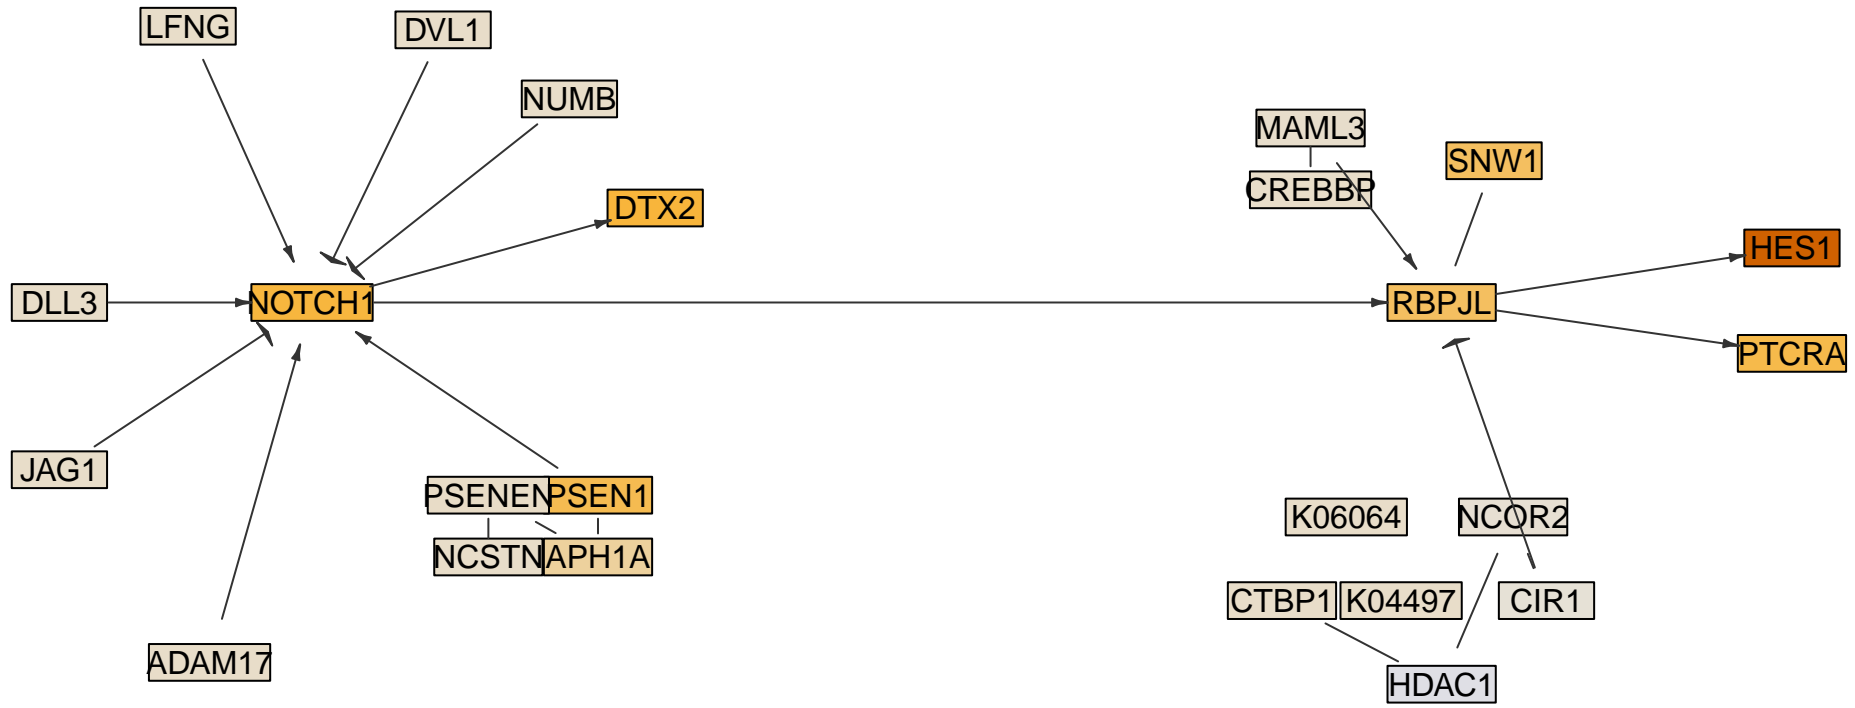 LFNG
DVL1
NUMB
MAML3
SNW1
CREBBP
DTX2
HES1
DLL3
NOTCH1
RBPJL
PTCRA
JAG1
PSENEN
PSEN1
K06064
NCOR2
NCSTN
APH1A
CTBP1
K04497
CIR1
ADAM17
HDAC1